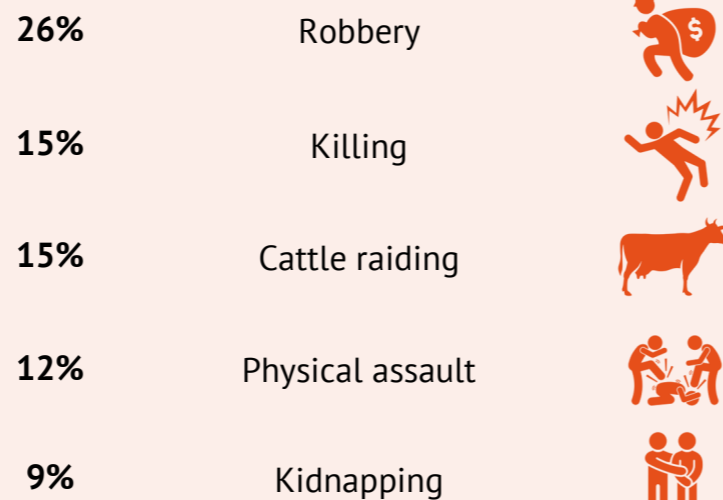 26% Robbery $
15% Killing
15% Cattle raiding
12% Physical assault
9% Kidnapping